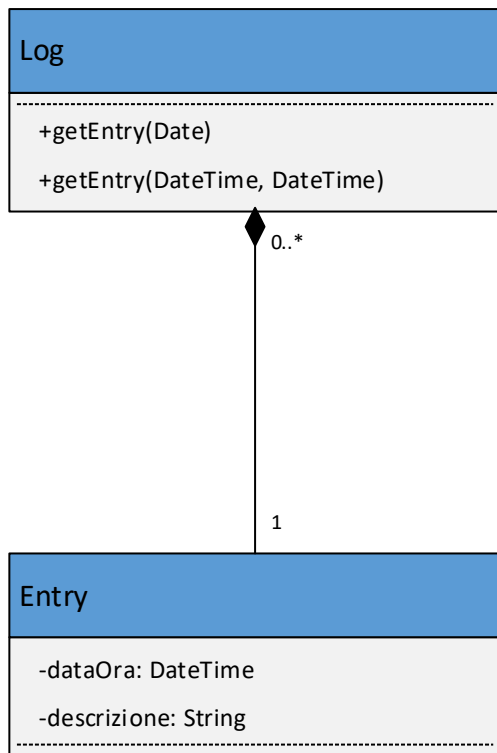 Log
+getEntry(Date)
+getEntry(DateTime, DateTime)
0..*
1
Entry
-dataOra: DateTime
-descrizione: String